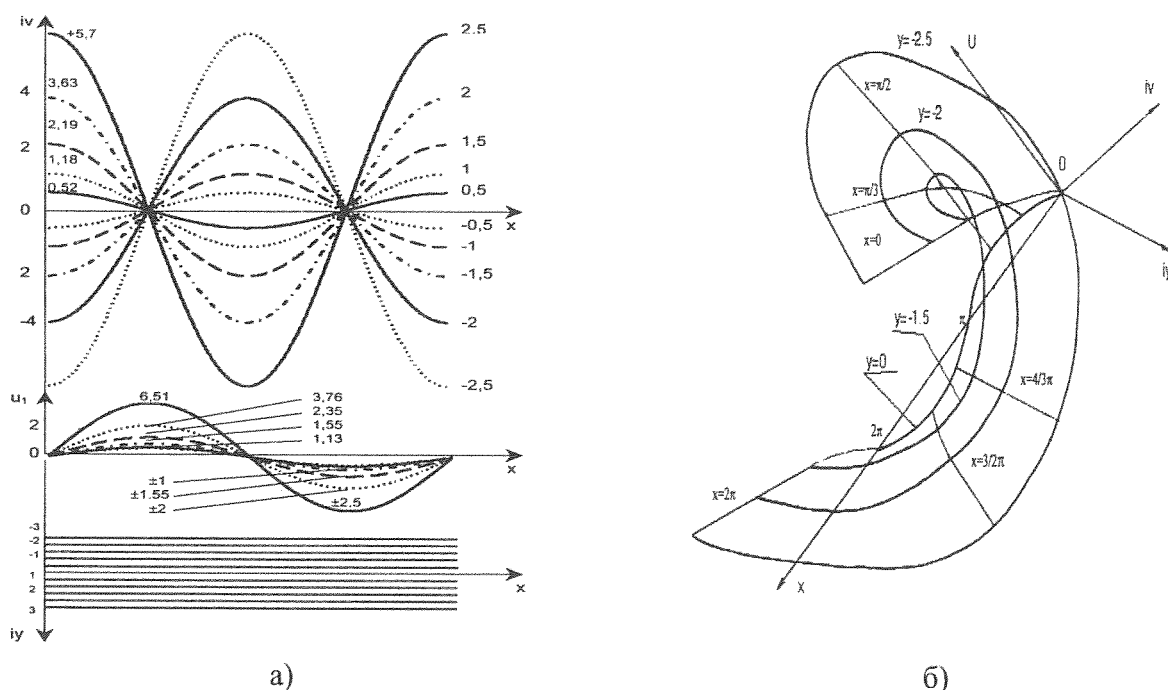 iv
+5,7
2.5
4
3,63
2
2,19
2
1,5
1,18
1
0,52
0,5
0
x
-0,5
-1
2
-1,5
-4
-2
-2,5
u₁
6,51
3,76
2
2,35
1,55
0
1,13
x
±1
±1.55
±2
±2,5
-3
-2
-1
1
2
x
3
iy
а)
y=-2.5
U
x=π/2
iv
y=-2
0
x=π/3
x=0
iy
y=-1.5
π
y=0
x=4/3π
2π
x=3/2π
x=2π
x
б)